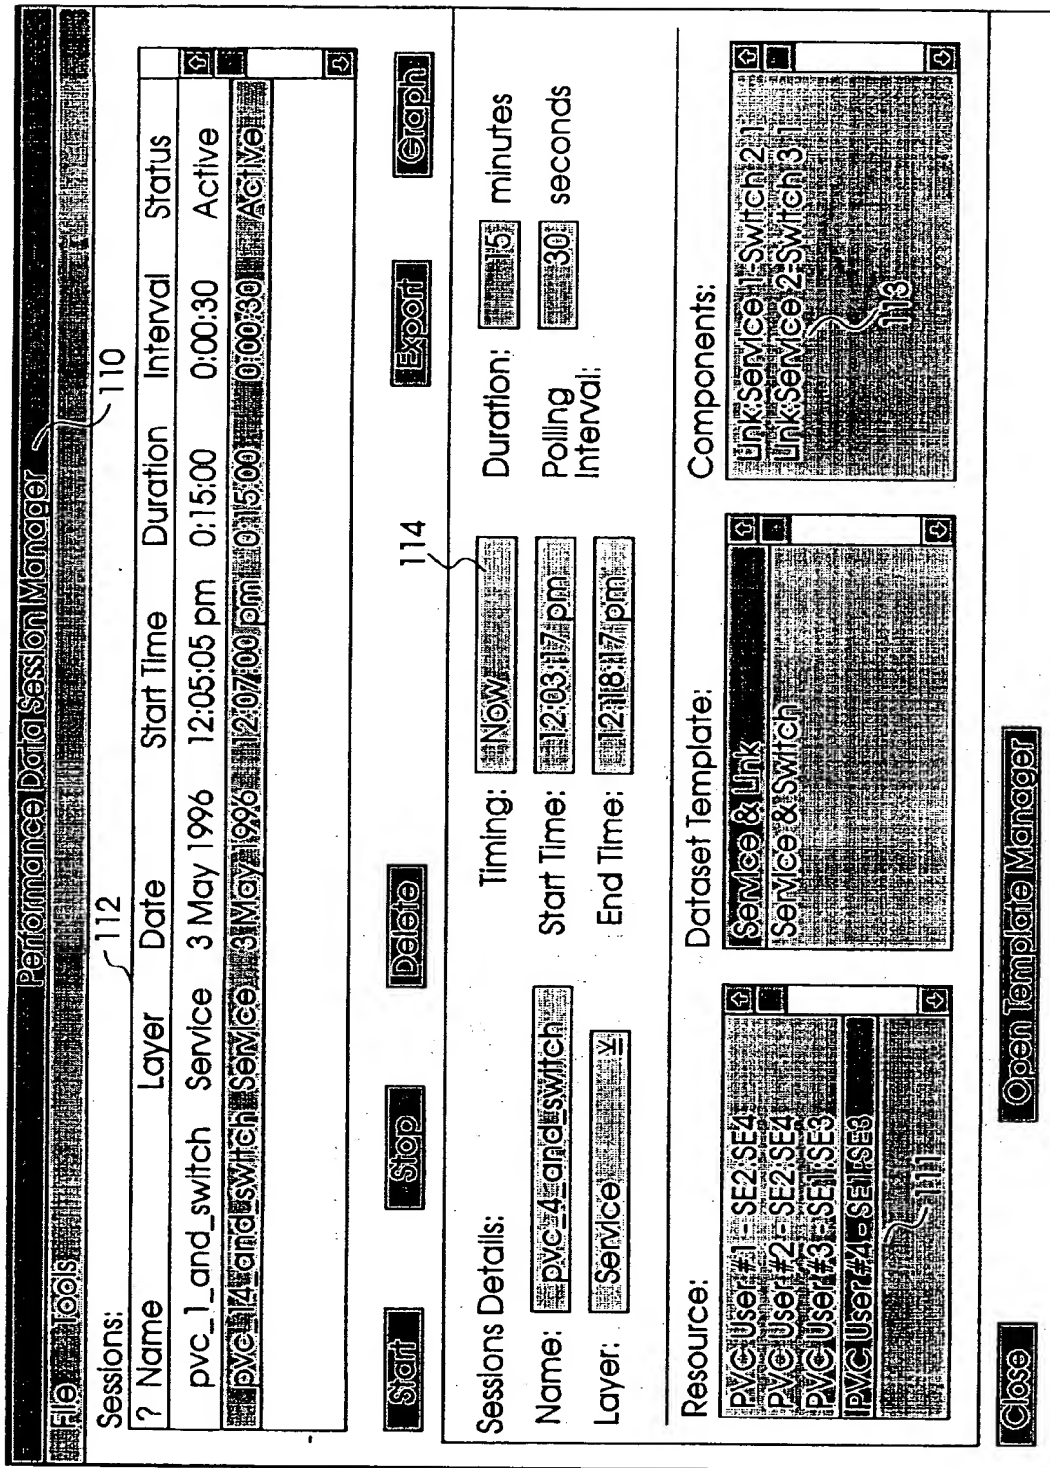 Performance Data Session Manager
110
File Tools
Sessions:
112
? Name Layer Date Start Time Duration Interval Status
pvc_1_and_switch Service 3 May 1996 12:05:05 pm 0:15:00 0:00:30 Active
pvc_14_and_switch Service 3 May 1996 12:07:00 pm 0:15:00 0:00:30 Active
Start Stop Delete Export Graph
114
Sessions Details:
Timing: Now Duration: 15 minutes
Name: pvc_4_and_switch Start Time: 12:03:17 pm Polling Interval: 30 seconds
Layer: Service End Time: 12:18:17 pm
Resource: Dataset Template: Components:
PVC User #1 - SE2:SE4 Service & Link Link:Service 1-Switch 2 1
PVC User #2 - SE2:SE4 Service & Switch Link:Service 2-Switch 3 1
PVC User #3 - SE1:SE3
PVC User #4 - SE1:SE3
111 113
Close Open Template Manager